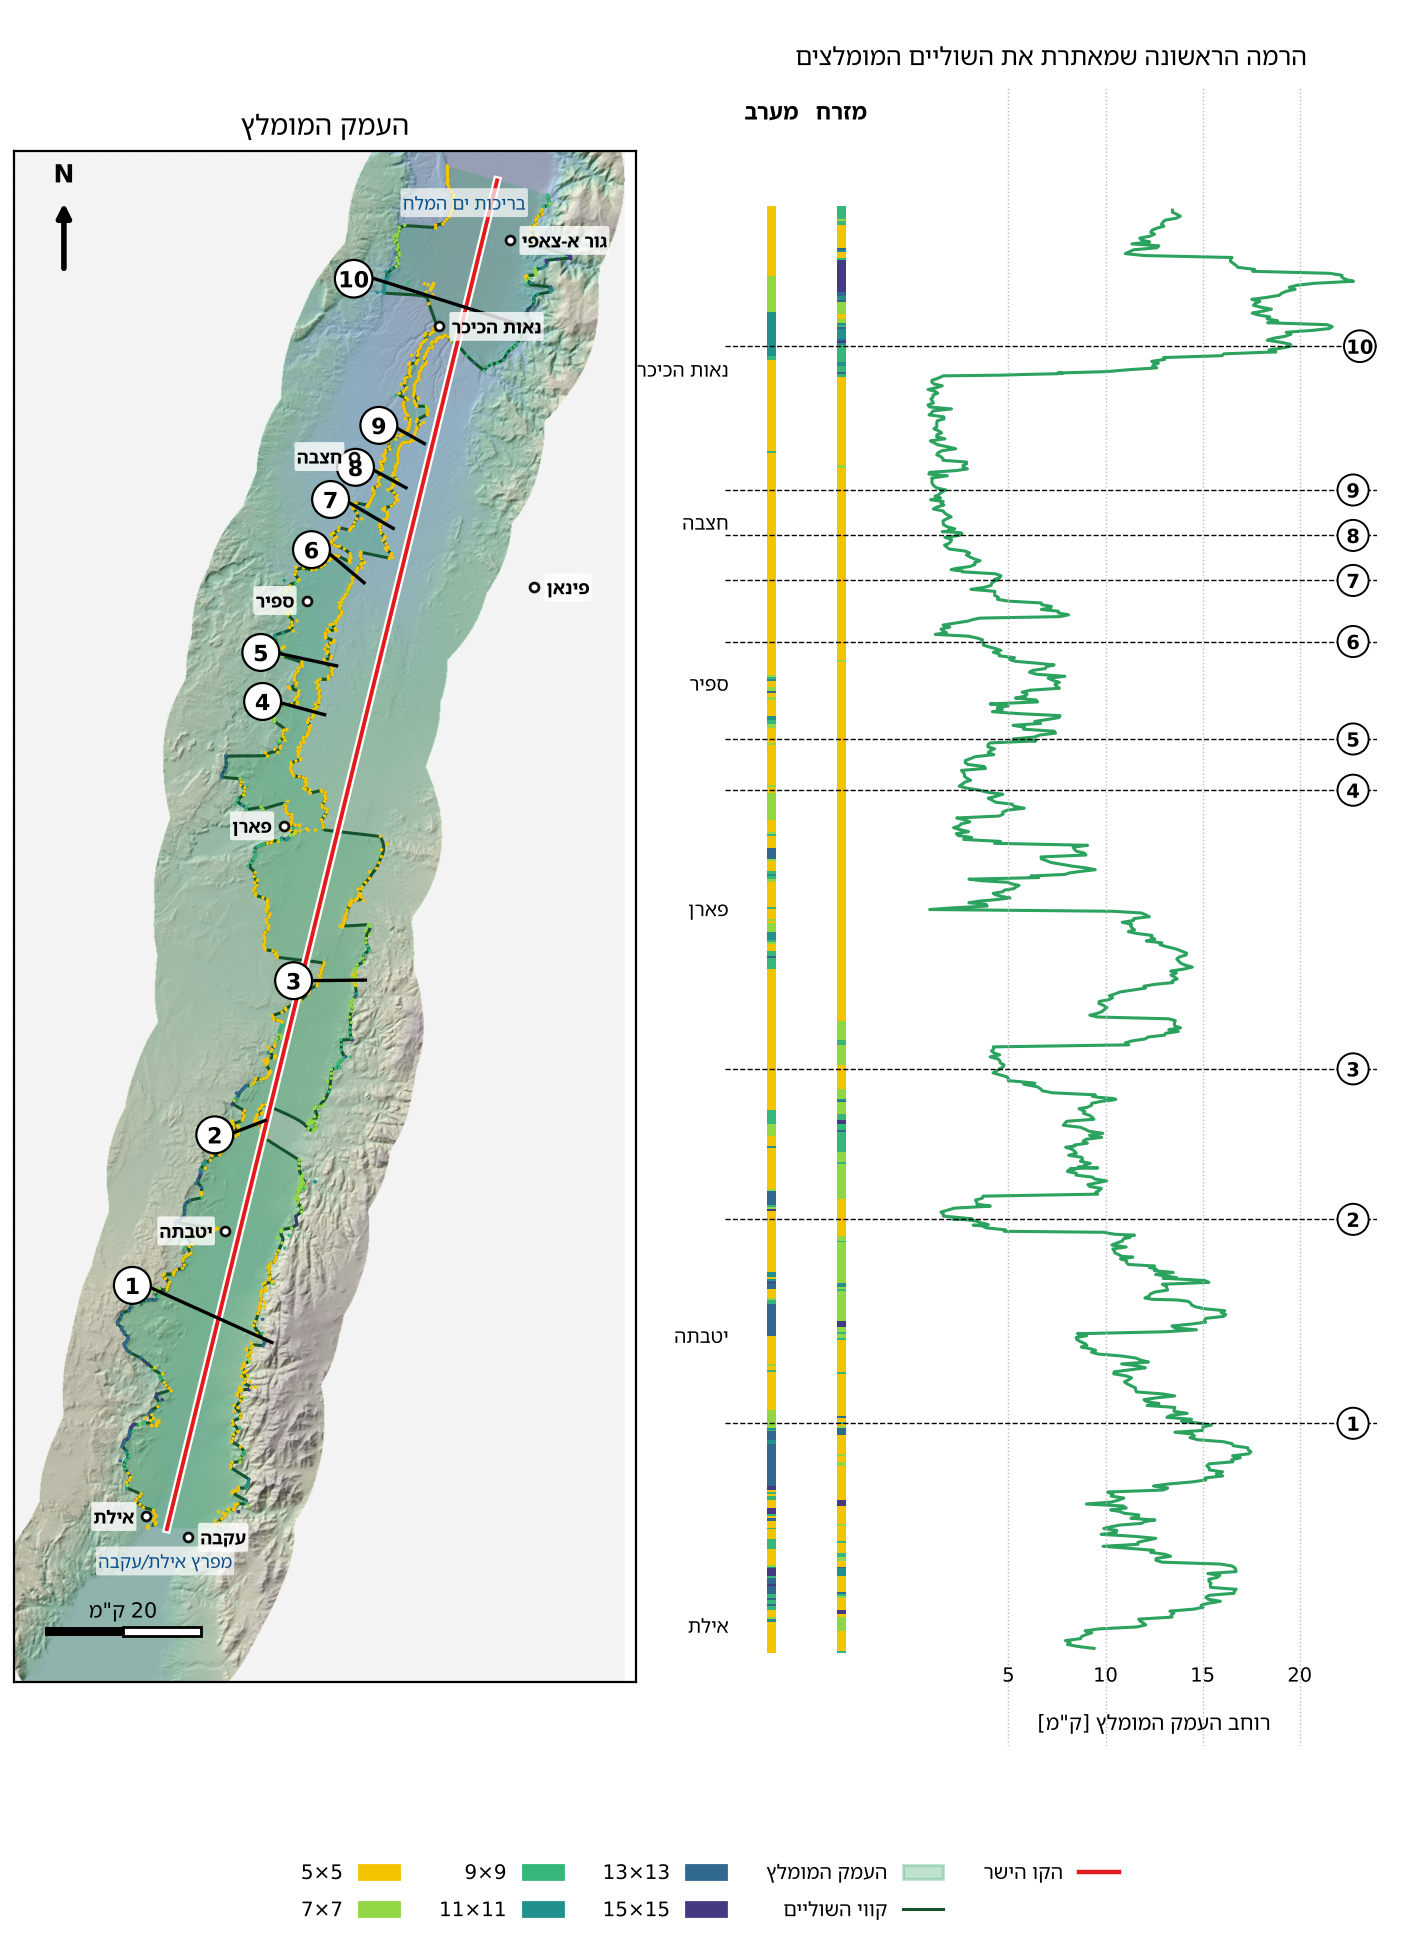 הרמה הראשונה שמאתרת את השוליים המומלצים
מערב
מזרח
העמק המומלץ
N
בריכות ים המלח
גור א-צאפי
10
נאות הכיכר
9
חצבה
8
7
6
ספיר
פינאן
5
4
פארן
3
2
יטבתה
1
אילת
עקבה
מפרץ אילת/עקבה
20 ק"מ
נאות הכיכר
חצבה
ספיר
פארן
יטבתה
אילת
10
9
8
7
6
5
4
3
2
1
5
10
15
20
רוחב העמק המומלץ [ק"מ]
5×5
9×9
13×13
העמק המומלץ
הקו הישר
7×7
11×11
15×15
קווי השוליים